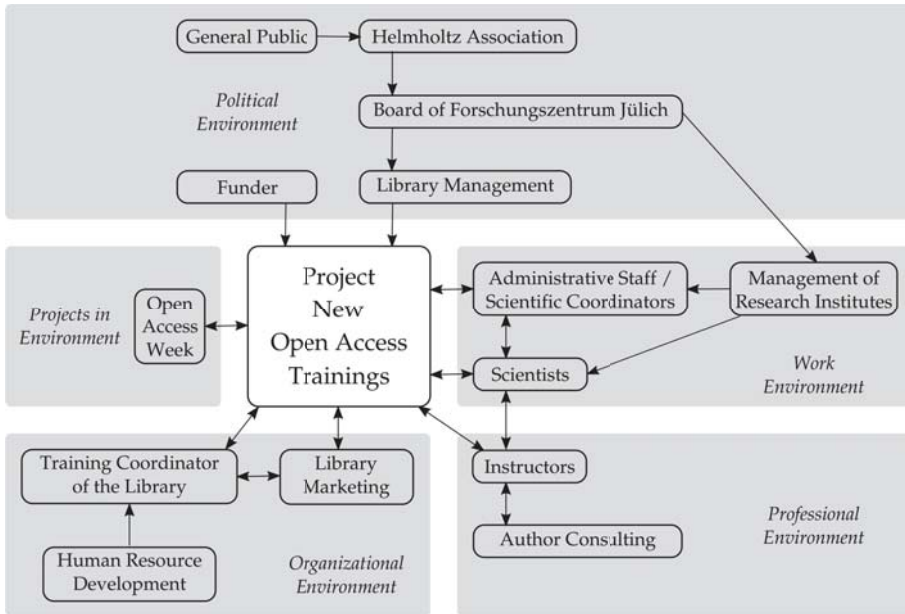 General Public
Helmholtz Association
Political
Environment
Board of Forschungszentrum Jülich
Funder
Library Management
Projects in
Environment
Open
Access
Week
Project
New
Open Access
Trainings
Administrative Staff /
Scientific Coordinators
Management of
Research Institutes
Scientists
Work
Environment
Training Coordinator
of the Library
Library
Marketing
Human Resource
Development
Organizational
Environment
Instructors
Author Consulting
Professional
Environment